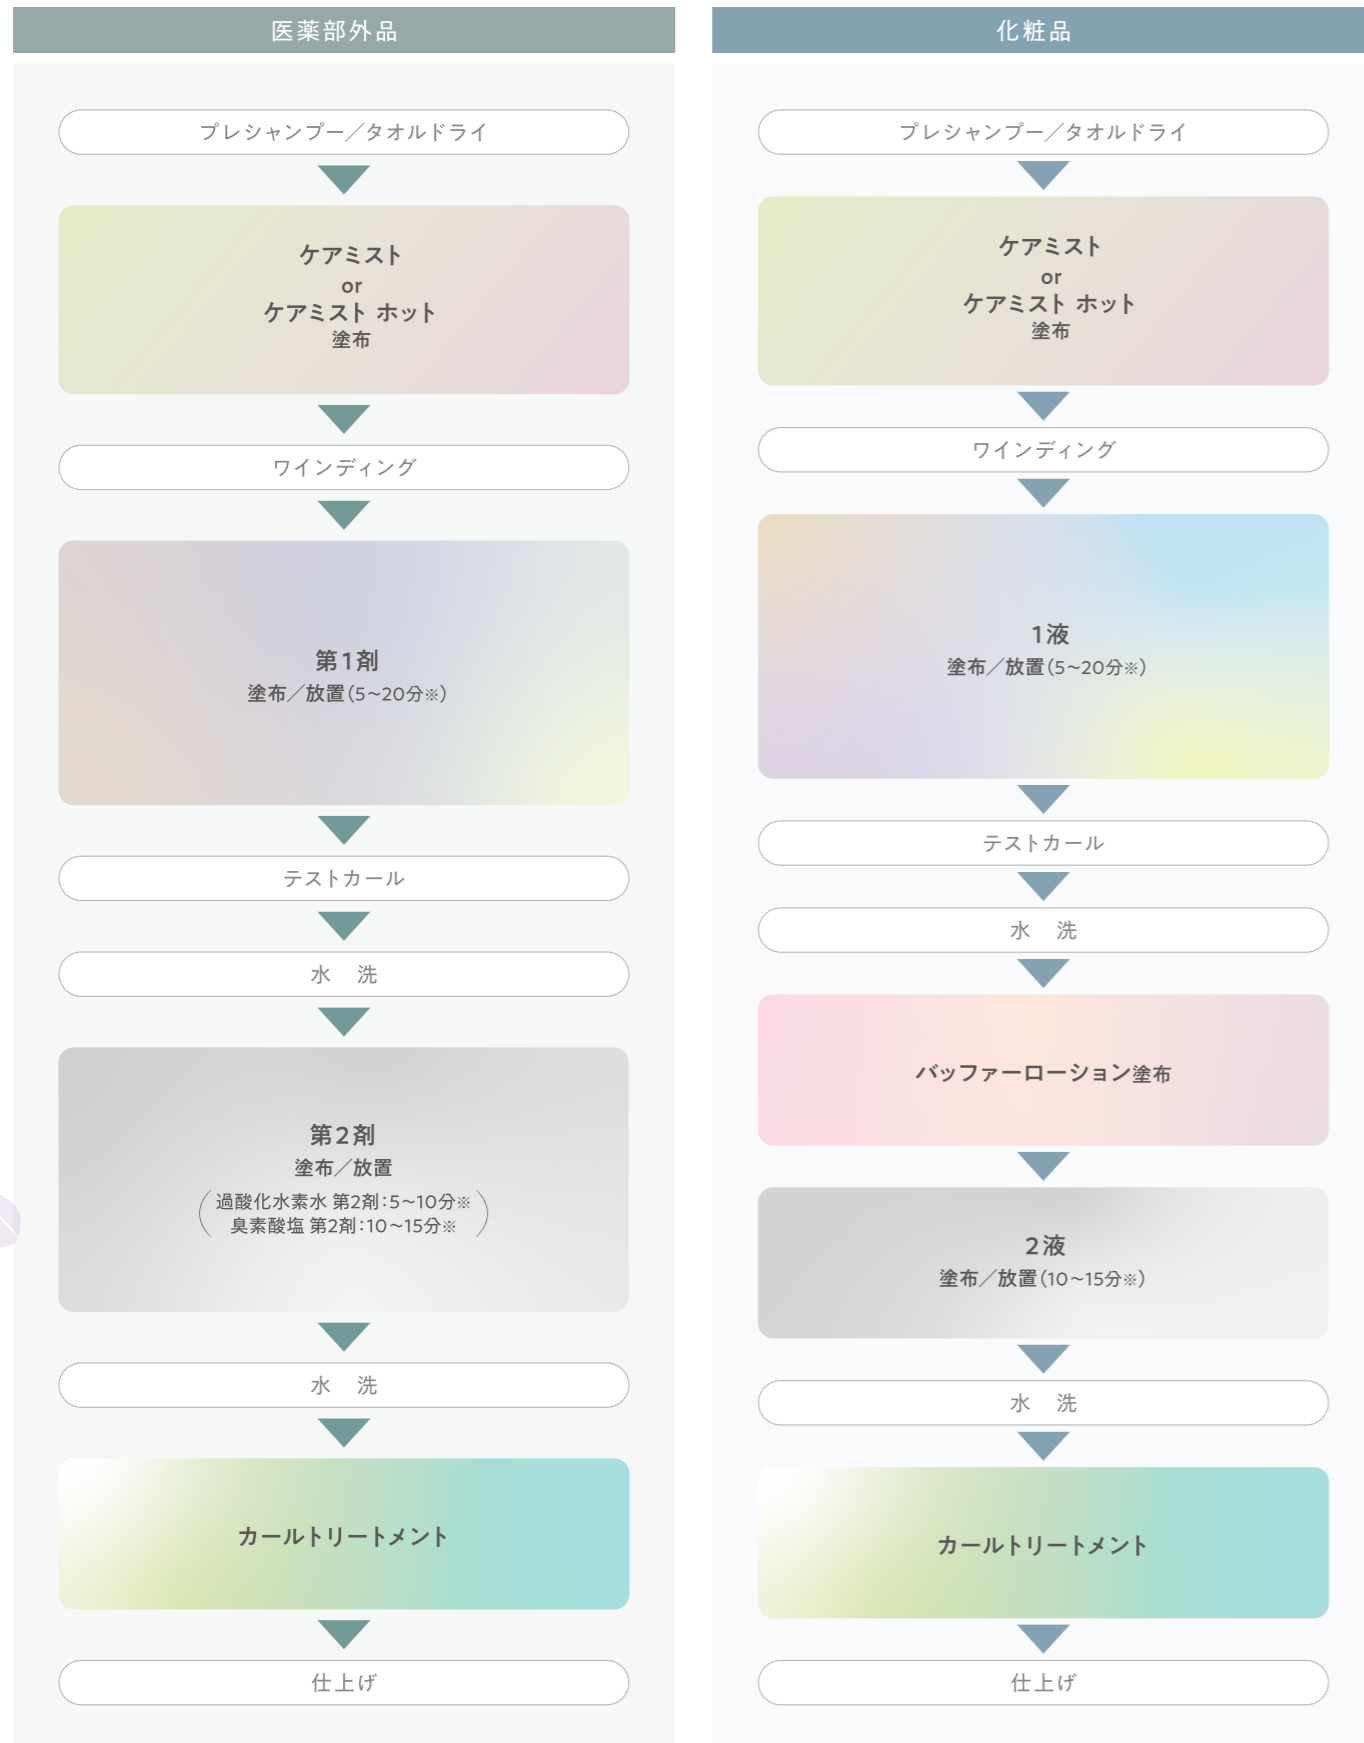 医薬部外品
プレシャンプー／タオルドライ
ケアミスト
or
ケアミスト ホット
塗布
ワインディング
第1剤
塗布／放置(5~20分※)
テストカール
水　洗
第2剤
塗布／放置
(過酸化水素水 第2剤:5~10分※
臭素酸塩 第2剤:10~15分※)
水　洗
カールトリートメント
仕上げ
化粧品
プレシャンプー／タオルドライ
ケアミスト
or
ケアミスト ホット
塗布
ワインディング
1液
塗布／放置(5~20分※)
テストカール
水　洗
バッファーローション塗布
2液
塗布／放置(10~15分※)
水　洗
カールトリートメント
仕上げ